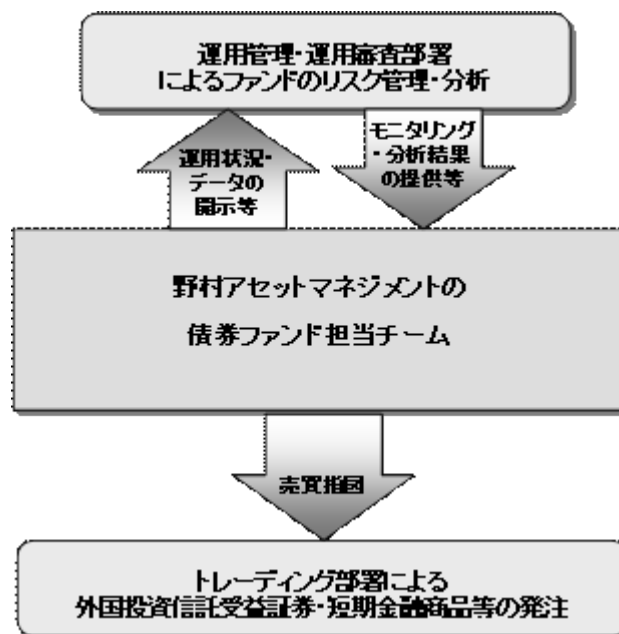 運用管理・運用審査部署
によるファンドのリスク管理・分析
運用状況・
データの
開示等
モニタリング
・分析結果
の提供等
野村アセットマネジメントの
債券ファンド担当チーム
売買指図
トレーディング部署による
外国投資信託受益証券・短期金融商品等の発注